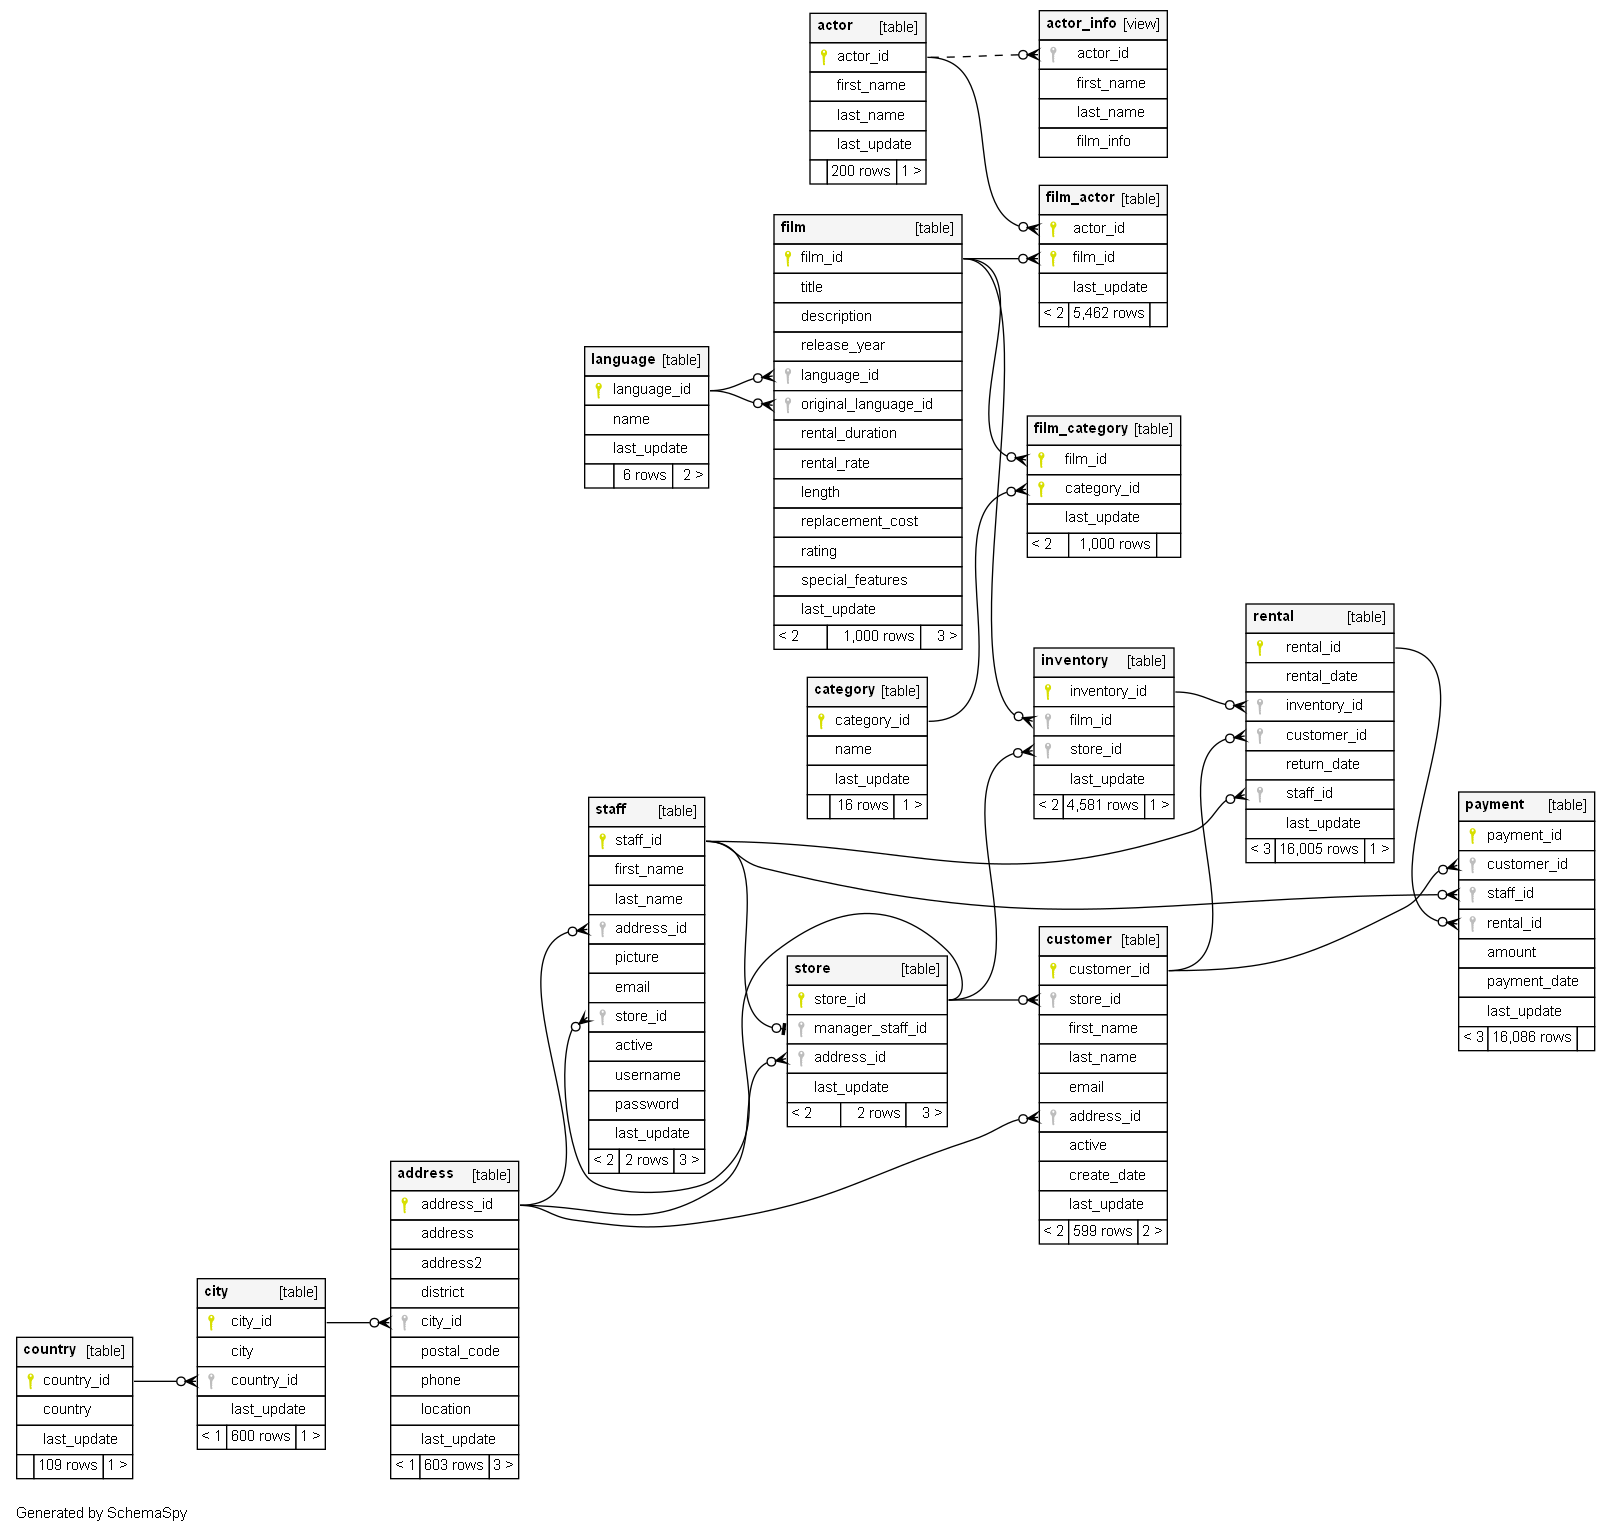 actor [table]
actor_id
first_name
last_name
last_update
200 rows 1 >
actor_info [view]
actor_id
first_name
last_name
film_info
film_actor [table]
actor_id
film_id
last_update
< 2 5,462 rows
film [table]
film_id
title
description
release_year
language_id
original_language_id
rental_duration
rental_rate
length
replacement_cost
rating
special_features
last_update
< 2 1,000 rows 3 >
language [table]
language_id
name
last_update
6 rows 2 >
film_category [table]
film_id
category_id
last_update
< 2 1,000 rows
rental [table]
rental_id
rental_date
inventory_id
customer_id
return_date
staff_id
last_update
< 3 16,005 rows 1 >
inventory [table]
inventory_id
film_id
store_id
last_update
< 2 4,581 rows 1 >
category [table]
category_id
name
last_update
16 rows 1 >
payment [table]
payment_id
customer_id
staff_id
rental_id
amount
payment_date
last_update
< 3 16,086 rows
staff [table]
staff_id
first_name
last_name
address_id
picture
email
store_id
active
username
password
last_update
< 2 2 rows 3 >
store [table]
store_id
manager_staff_id
address_id
last_update
< 2 2 rows 3 >
customer [table]
customer_id
store_id
first_name
last_name
email
address_id
active
create_date
last_update
< 2 599 rows 2 >
address [table]
address_id
address
address2
district
city_id
postal_code
phone
location
last_update
< 1 603 rows 3 >
city [table]
city_id
city
country_id
last_update
< 1 600 rows 1 >
country [table]
country_id
country
last_update
109 rows 1 >
Generated by SchemaSpy